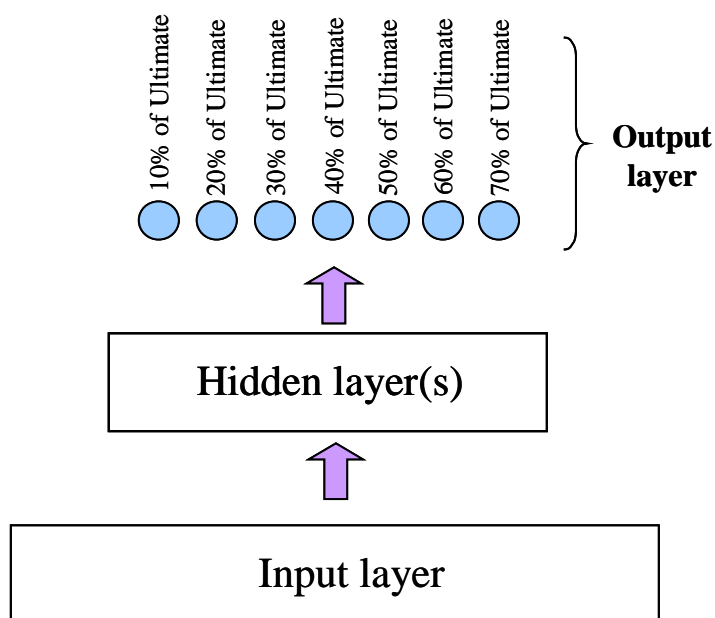 10% of Ultimate
20% of Ultimate
30% of Ultimate
40% of Ultimate
50% of Ultimate
60% of Ultimate
70% of Ultimate
Output
layer
Hidden layer(s)
Input layer